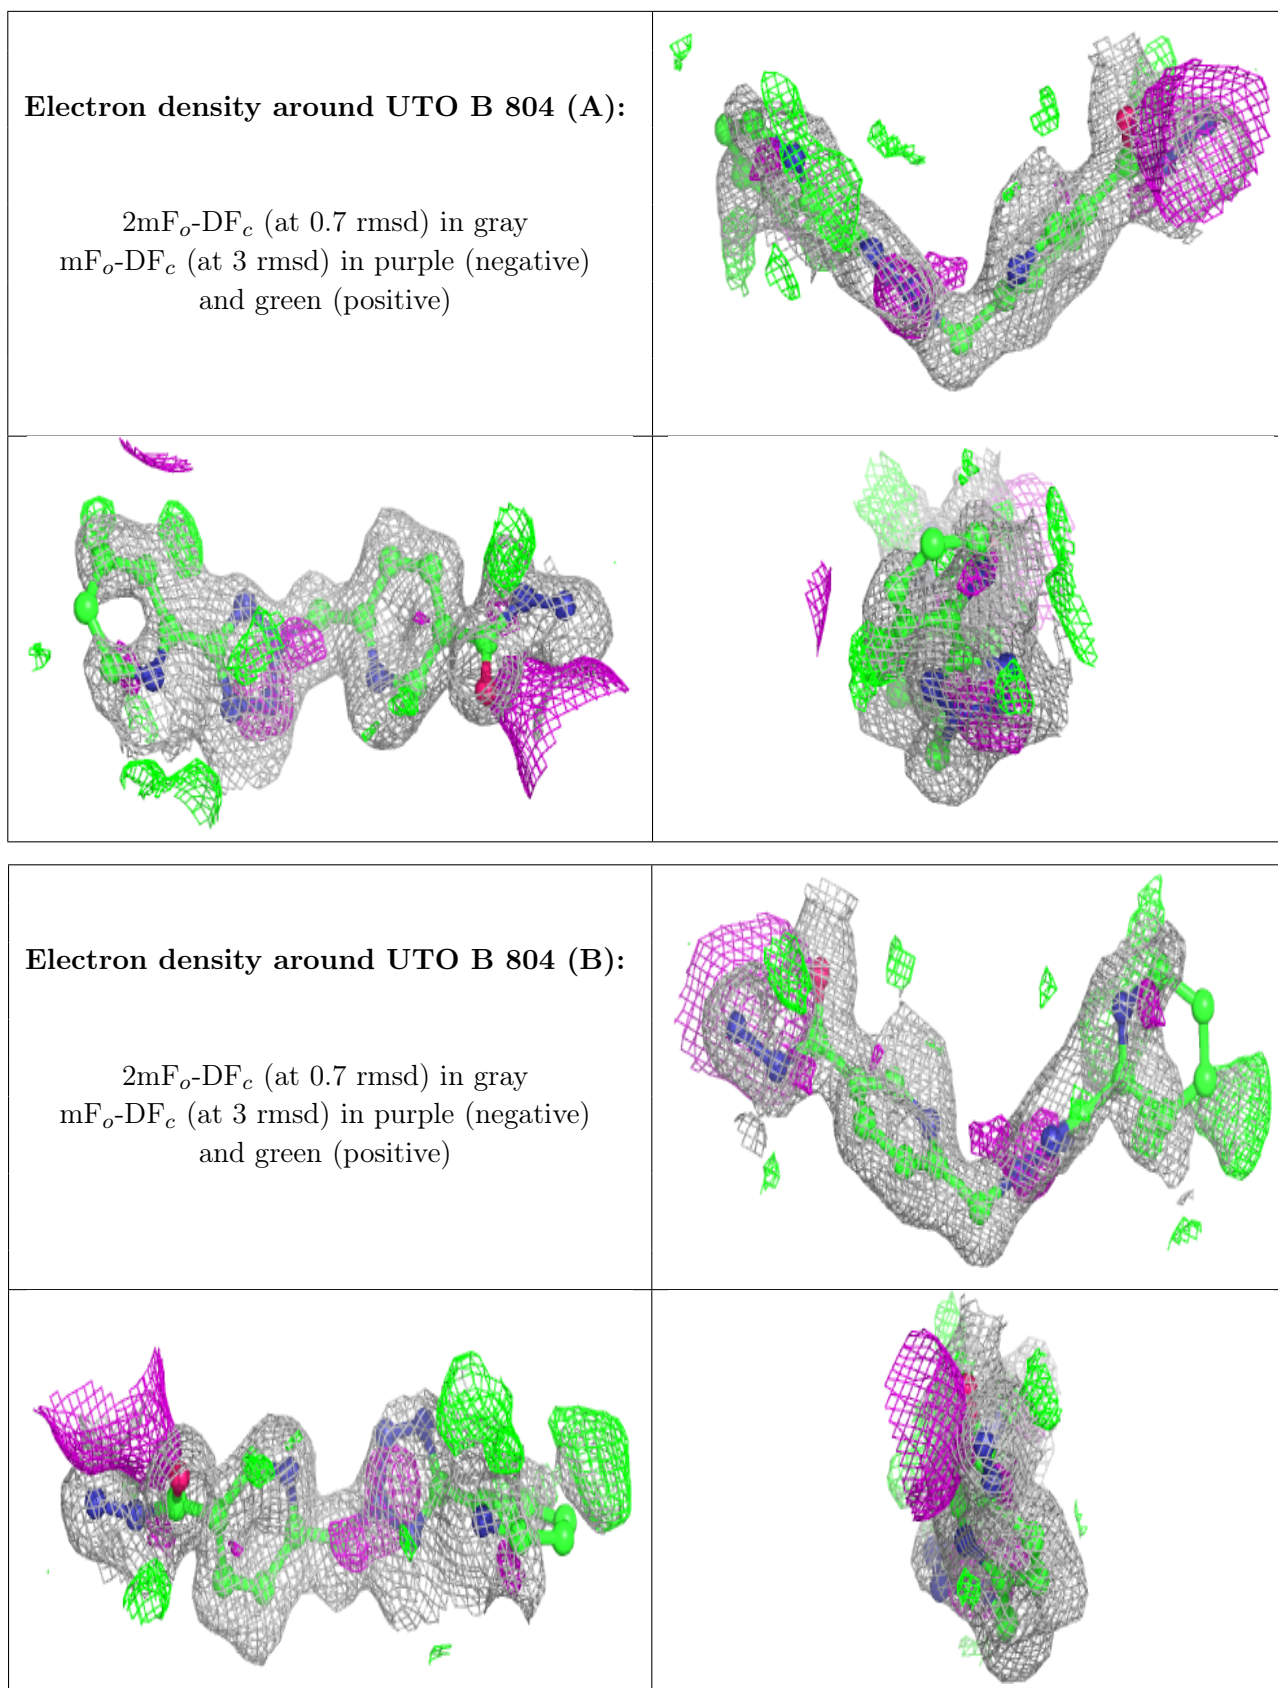 Electron density around UTO B 804 (A):
2mFo-DFc (at 0.7 rmsd) in gray
mFo-DFc (at 3 rmsd) in purple (negative)
and green (positive)
Electron density around UTO B 804 (B):
2mFo-DFc (at 0.7 rmsd) in gray
mFo-DFc (at 3 rmsd) in purple (negative)
and green (positive)